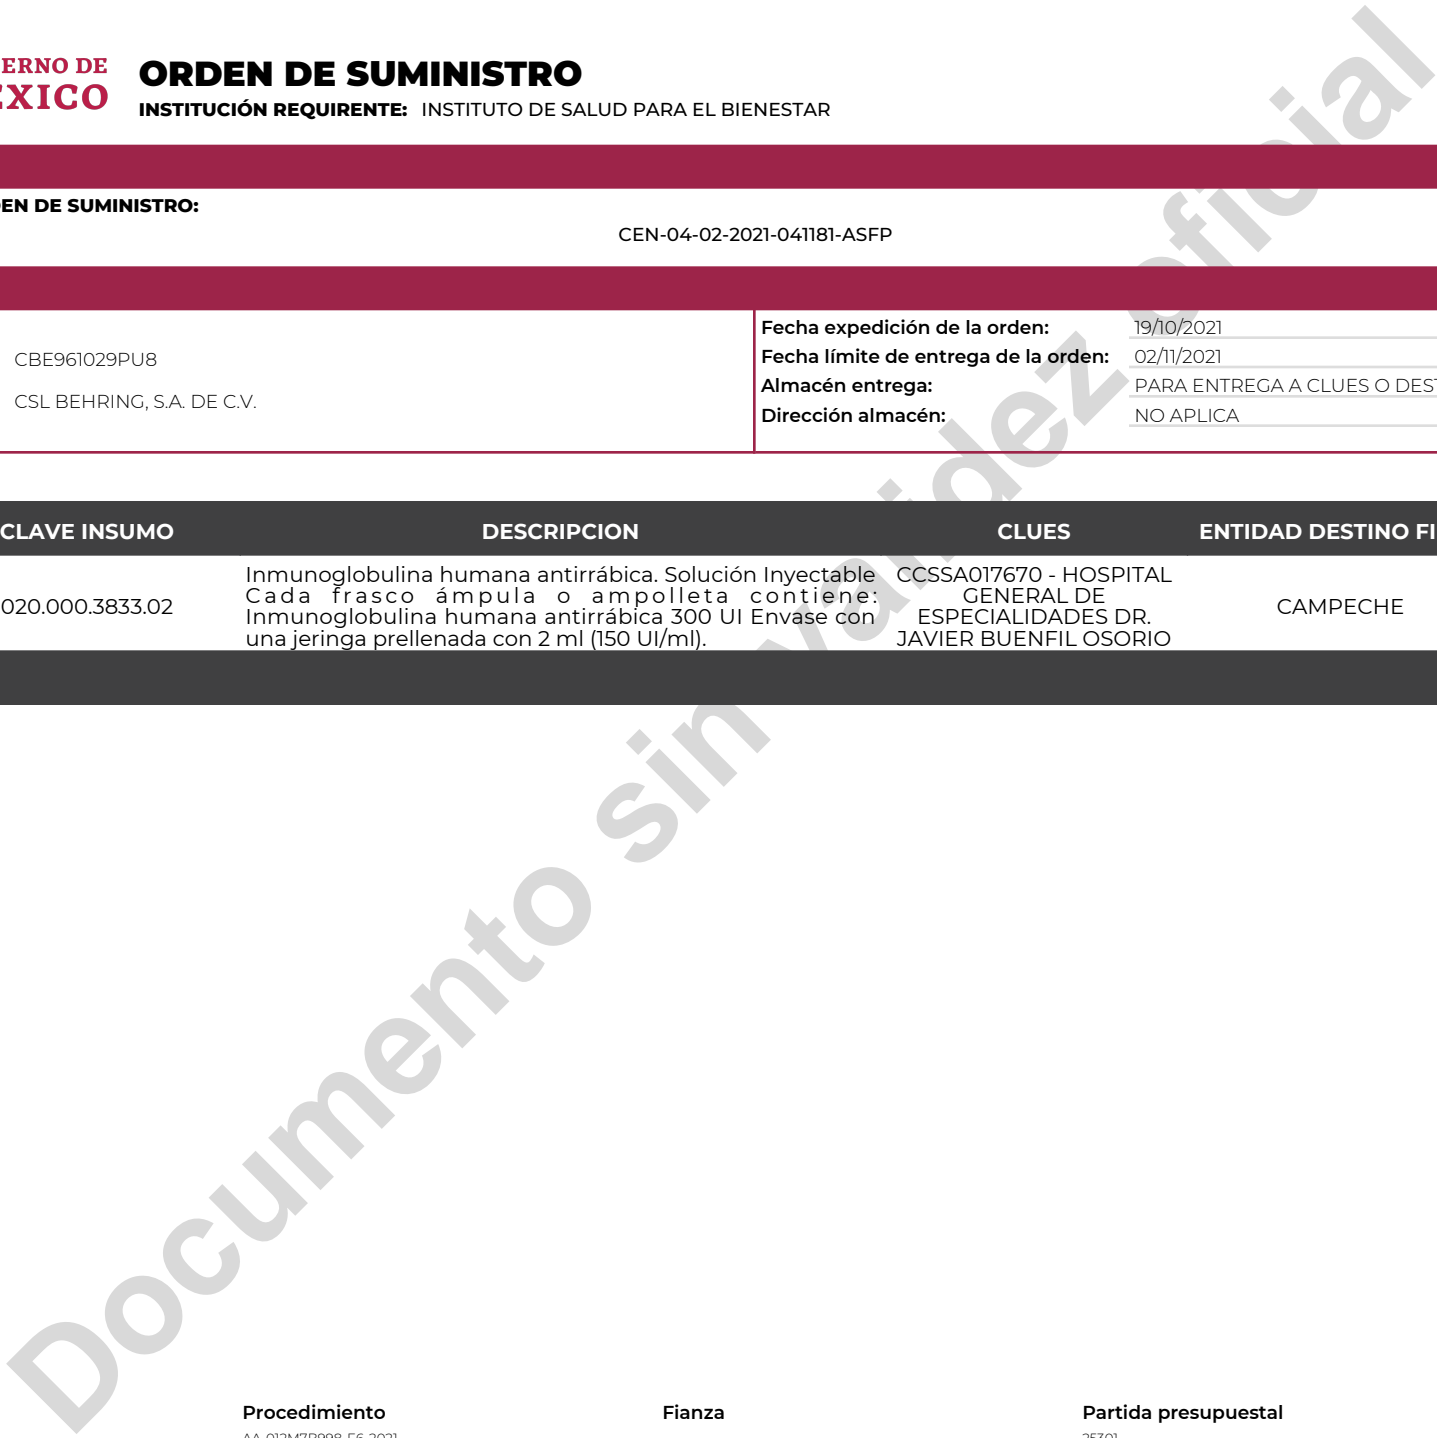 ERNO DE
EXICO
ORDEN DE SUMINISTRO
INSTITUCIÓN REQUIRENTE: INSTITUTO DE SALUD PARA EL BIENESTAR
EN DE SUMINISTRO:
CEN-04-02-2021-041181-ASFP
CBE961029PU8
CSL BEHRING, S.A. DE C.V.
Fecha expedición de la orden: 19/10/2021
Fecha límite de entrega de la orden: 02/11/2021
Almacén entrega: PARA ENTREGA A CLUES O DEST
Dirección almacén: NO APLICA
CLAVE INSUMO DESCRIPCION CLUES ENTIDAD DESTINO FI
020.000.3833.02
Inmunoglobulina humana antirrábica. Solución Inyectable
Cada frasco ámpula o ampolleta contiene:
Inmunoglobulina humana antirrábica 300 UI Envase con
una jeringa prellenada con 2 ml (150 UI/ml).
CCSSA017670 - HOSPITAL
GENERAL DE
ESPECIALIDADES DR.
JAVIER BUENFIL OSORIO
CAMPECHE
Documento sin validez oficial
Procedimiento Fianza Partida presupuestal